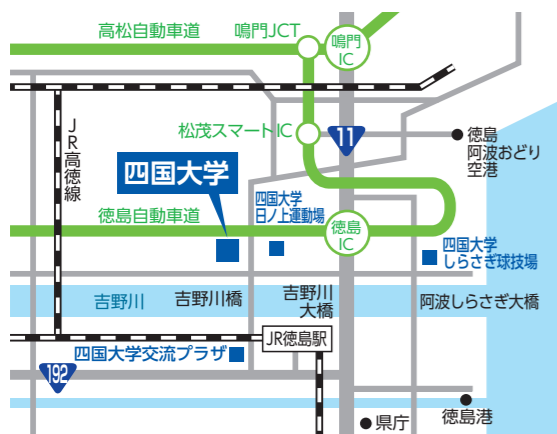 高松自動車道
鳴門JCT
鳴門
IC
JR高徳線
松茂スマートIC
11
徳島
阿波おどり
空港
四国大学
四国大学
日ノ上運動場
徳島自動車道
徳島
IC
四国大学
しらさぎ球技場
吉野川
吉野川橋
吉野川
大橋
阿波しらさぎ大橋
JR徳島駅
四国大学交流プラザ
192
県庁
徳島港